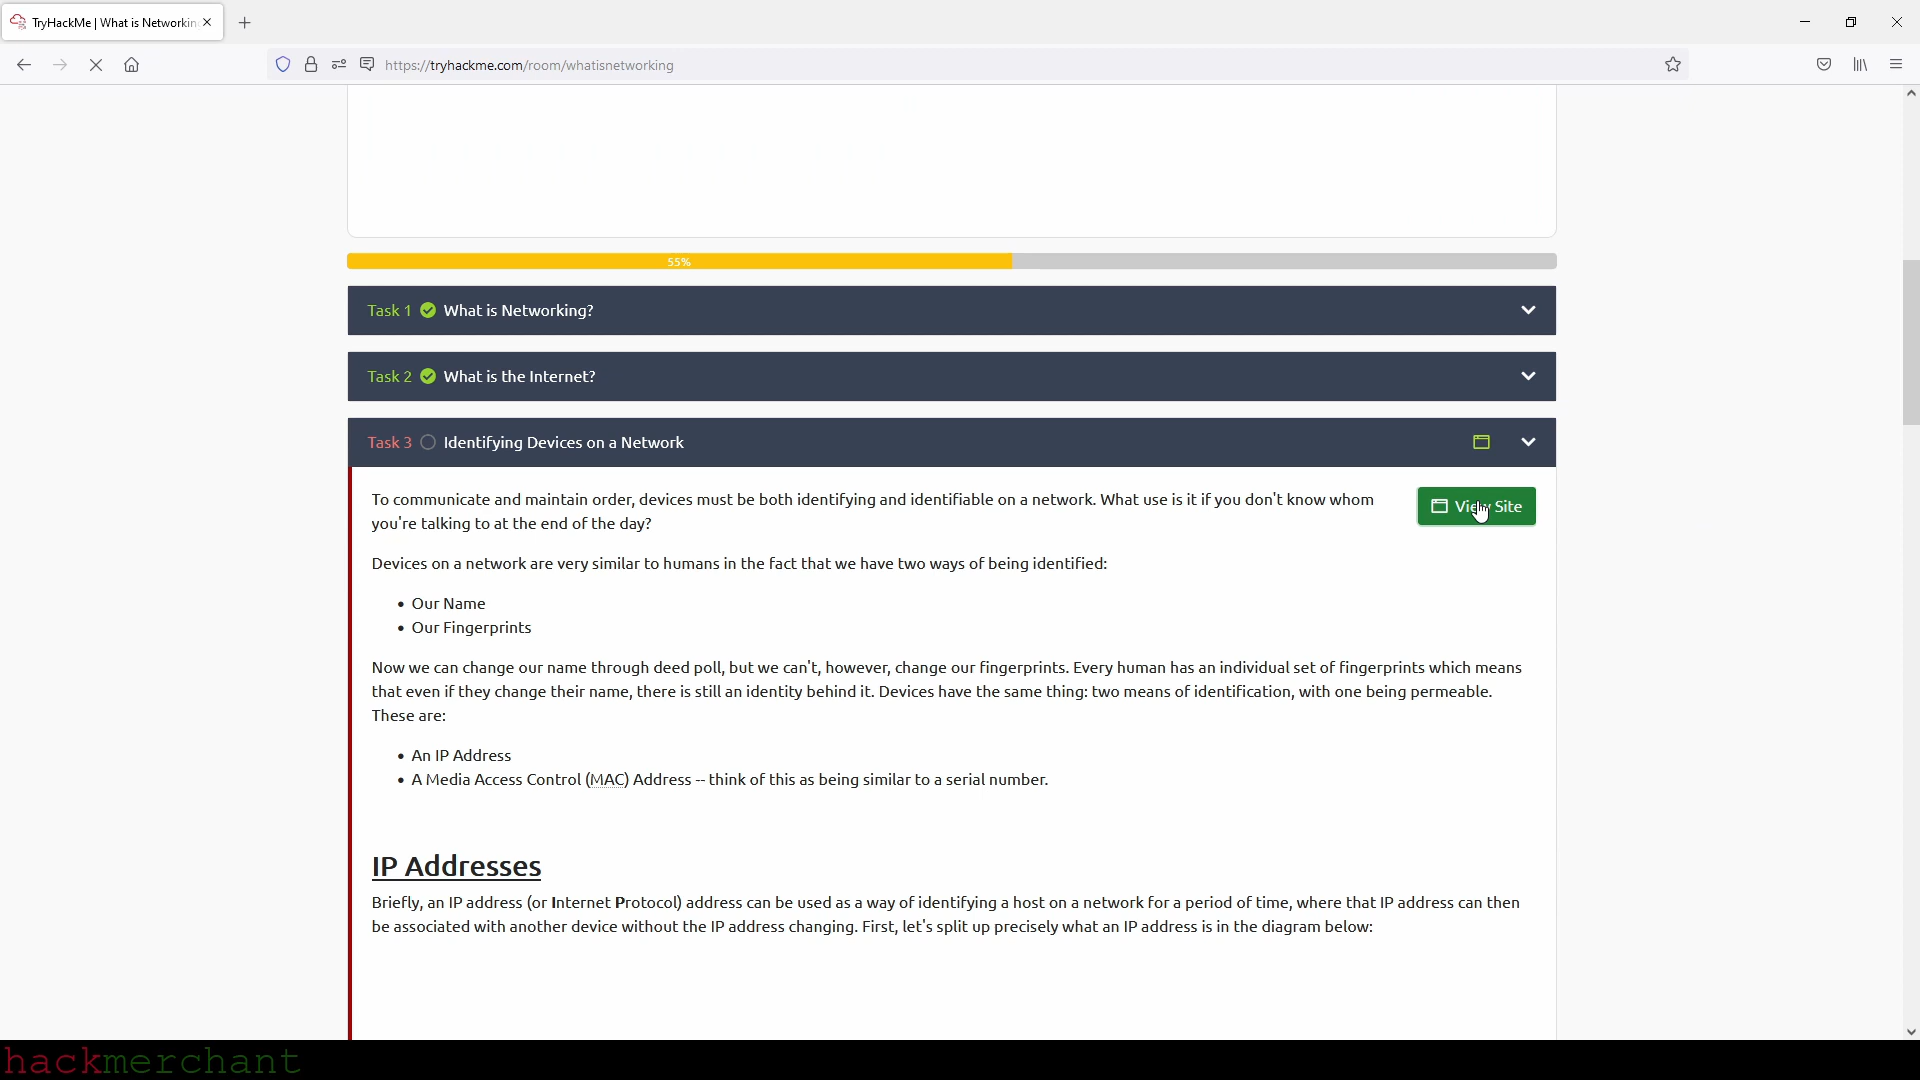 TryHackMe | What is Networkin
https://tryhackme.com/room/whatisnetworking
55%
Task 1 What is Networking?
Task 2 What is the Internet?
Task 3 Identifying Devices on a Network
To communicate and maintain order, devices must be both identifying and identifiable on a network. What use is it if you don't know whom
you're talking to at the end of the day?
View Site
Devices on a network are very similar to humans in the fact that we have two ways of being identified:
• Our Name
• Our Fingerprints
Now we can change our name through deed poll, but we can't, however, change our fingerprints. Every human has an individual set of fingerprints which means
that even if they change their name, there is still an identity behind it. Devices have the same thing: two means of identification, with one being permeable.
These are:
• An IP Address
• A Media Access Control (MAC) Address -- think of this as being similar to a serial number.
IP Addresses
Briefly, an IP address (or Internet Protocol) address can be used as a way of identifying a host on a network for a period of time, where that IP address can then
be associated with another device without the IP address changing. First, let's split up precisely what an IP address is in the diagram below:
hackmerchant